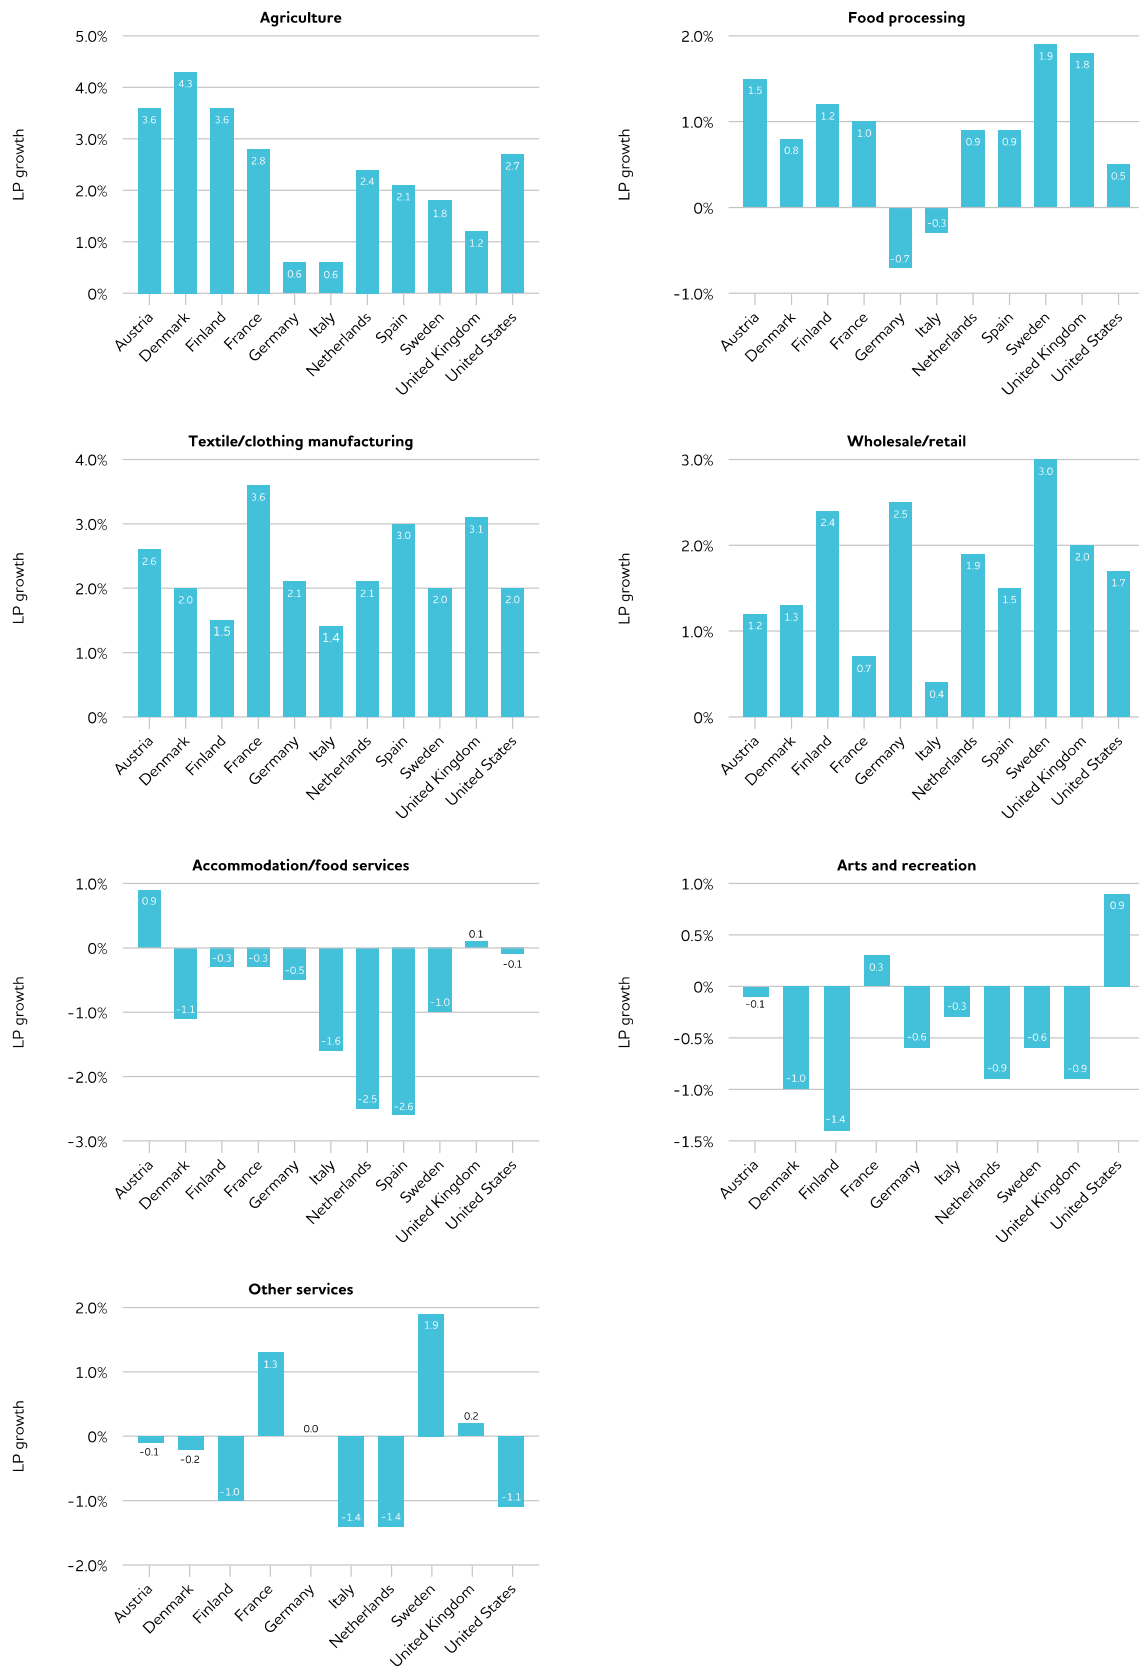 Agriculture
LP growth
5.0%
4.0%
3.0%
2.0%
1.0%
0%
3.6
4.3
3.6
2.8
0.6
0.6
2.4
2.1
1.8
1.2
2.7
Austria
Denmark
Finland
France
Germany
Italy
Netherlands
Spain
Sweden
United Kingdom
United States
Food processing
LP growth
2.0%
1.0%
0%
-1.0%
1.5
0.8
1.2
1.0
-0.7
-0.3
0.9
0.9
1.9
1.8
0.5
Austria
Denmark
Finland
France
Germany
Italy
Netherlands
Spain
Sweden
United Kingdom
United States
Textile/clothing manufacturing
LP growth
4.0%
3.0%
2.0%
1.0%
0%
2.6
2.0
1.5
3.6
2.1
1.4
2.1
3.0
2.0
3.1
2.0
Austria
Denmark
Finland
France
Germany
Italy
Netherlands
Spain
Sweden
United Kingdom
United States
Wholesale/retail
LP growth
3.0%
2.0%
1.0%
0%
1.2
1.3
2.4
0.7
2.5
0.4
1.9
1.5
3.0
2.0
1.7
Austria
Denmark
Finland
France
Germany
Italy
Netherlands
Spain
Sweden
United Kingdom
United States
Accommodation/food services
LP growth
1.0%
0%
-1.0%
-2.0%
-3.0%
0.9
-1.1
-0.3
-0.3
-0.5
-1.6
-2.5
-2.6
-1.0
0.1
-0.1
Austria
Denmark
Finland
France
Germany
Italy
Netherlands
Spain
Sweden
United Kingdom
United States
Arts and recreation
LP growth
1.0%
0.5%
0%
-0.5%
-1.0%
-1.5%
-0.1
-1.0
-1.4
0.3
-0.6
-0.3
-0.9
-0.6
-0.9
0.9
Austria
Denmark
Finland
France
Germany
Italy
Netherlands
Sweden
United Kingdom
United States
Other services
LP growth
2.0%
1.0%
0%
-1.0%
-2.0%
-0.1
-0.2
-1.0
1.3
0.0
-1.4
-1.4
1.9
0.2
-1.1
Austria
Denmark
Finland
France
Germany
Italy
Netherlands
Sweden
United Kingdom
United States